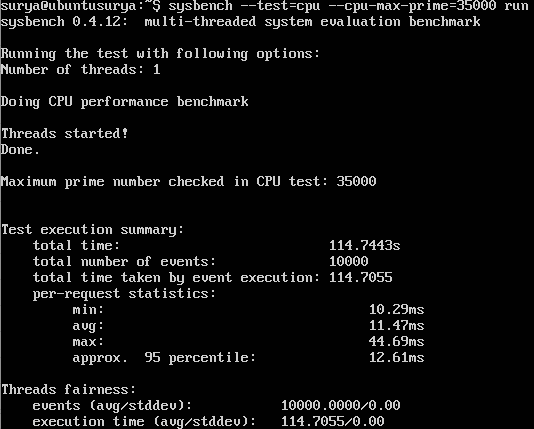 surya@ubuntusurya:~$ sysbench --test=cpu --cpu-max-prime=35000 run
sysbench 0.4.12:  multi-threaded system evaluation benchmark
Running the test with following options:
Number of threads: 1
Doing CPU performance benchmark
Threads started!
Done.
Maximum prime number checked in CPU test: 35000
Test execution summary:
    total time:                          114.7443s
    total number of events:              10000
    total time taken by event execution: 114.7055
    per-request statistics:
         min:                                 10.29ms
         avg:                                 11.47ms
         max:                                 44.69ms
         approx.  95 percentile:              12.61ms
Threads fairness:
    events (avg/stddev):           10000.0000/0.00
    execution time (avg/stddev):   114.7055/0.00